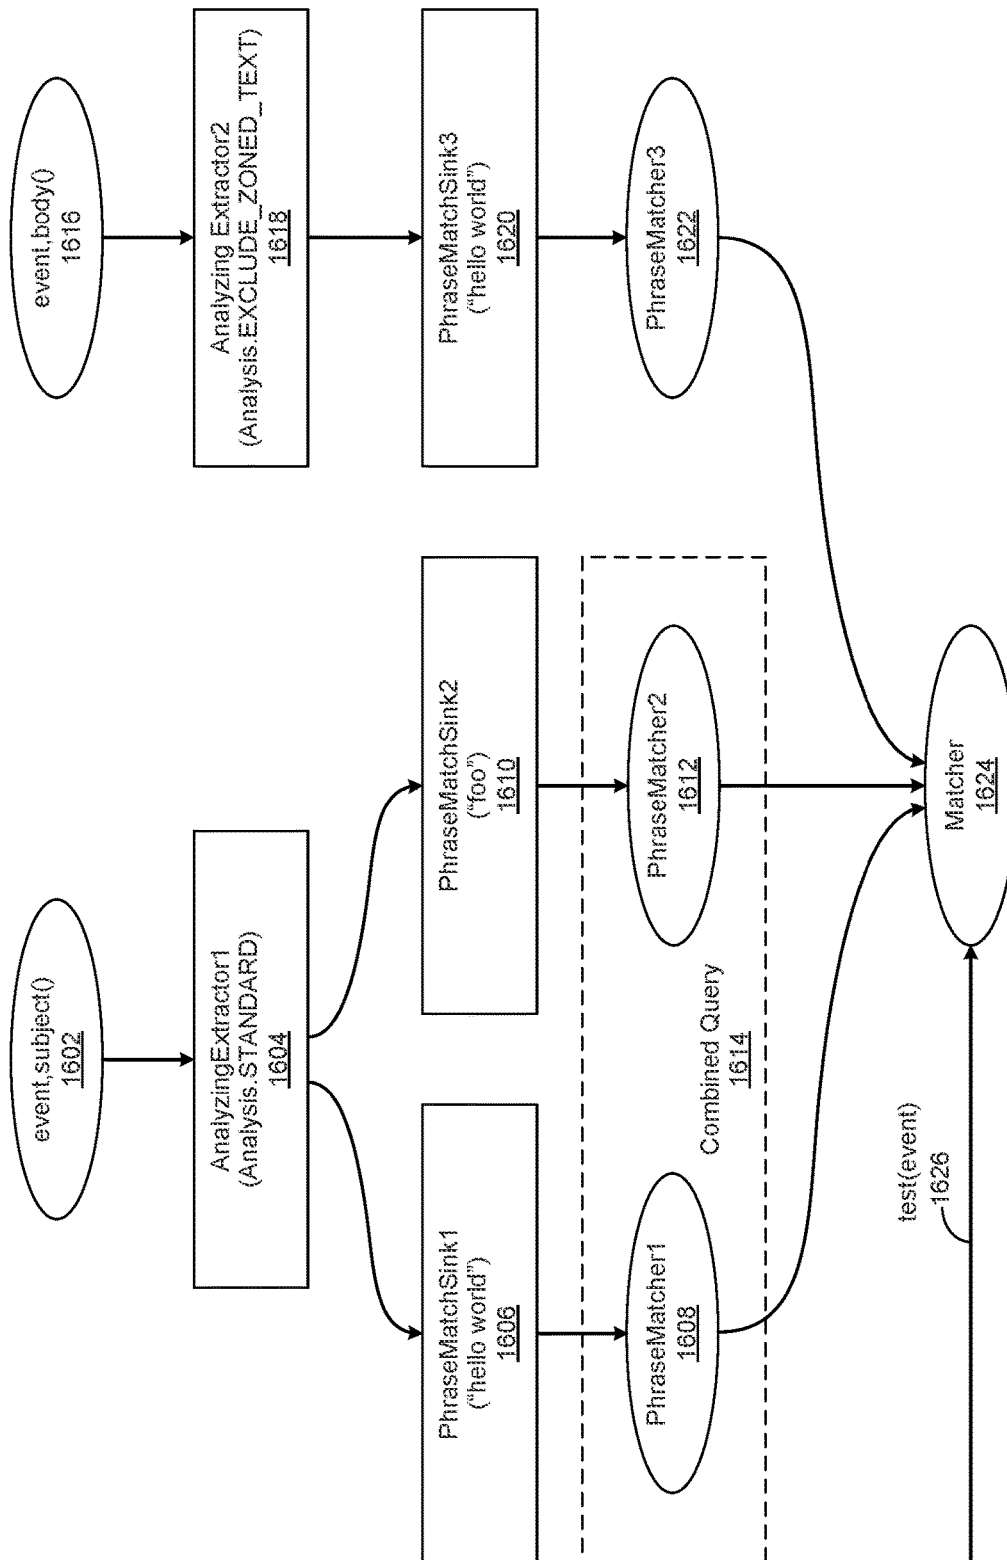 event,subject()
1602
event,body()
1616
AnalyzingExtractor1
(Analysis.STANDARD)
1604
Analyzing Extractor2
(Analysis.EXCLUDE_ZONED_TEXT)
1618
PhraseMatchSink1
("hello world")
1606
PhraseMatchSink2
("foo")
1610
PhraseMatchSink3
("hello world")
1620
PhraseMatcher1
1608
PhraseMatcher2
1612
PhraseMatcher3
1622
Combined Query
1614
test(event)
1626
Matcher
1624